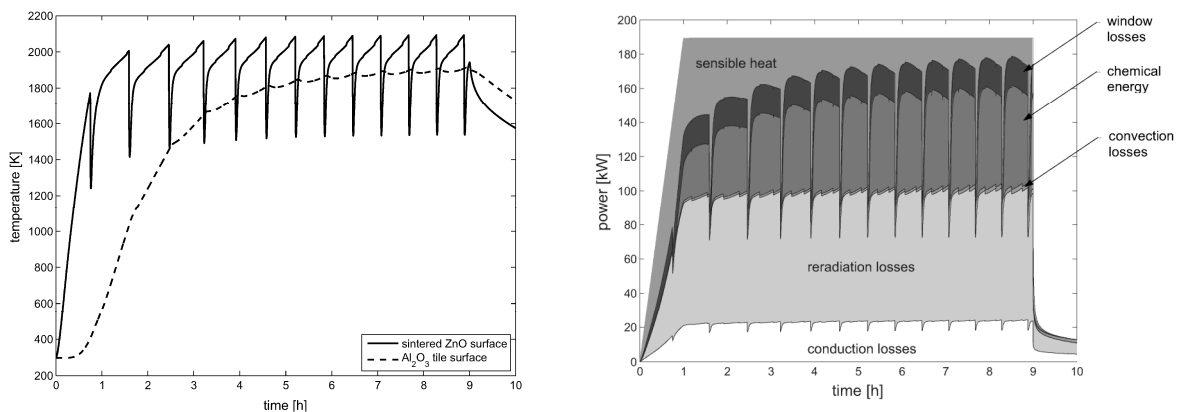 2200
2000
1800
1600
1400
1200
1000
800
600
400
200
temperature [K]
0 1 2 3 4 5 6 7 8 9 10
time [h]
sintered ZnO surface
Al2O3 tile surface
200
180
160
140
120
100
80
60
40
20
0
power [kW]
0 1 2 3 4 5 6 7 8 9 10
time [h]
sensible heat
reradiation losses
conduction losses
window
losses
chemical
energy
convection
losses